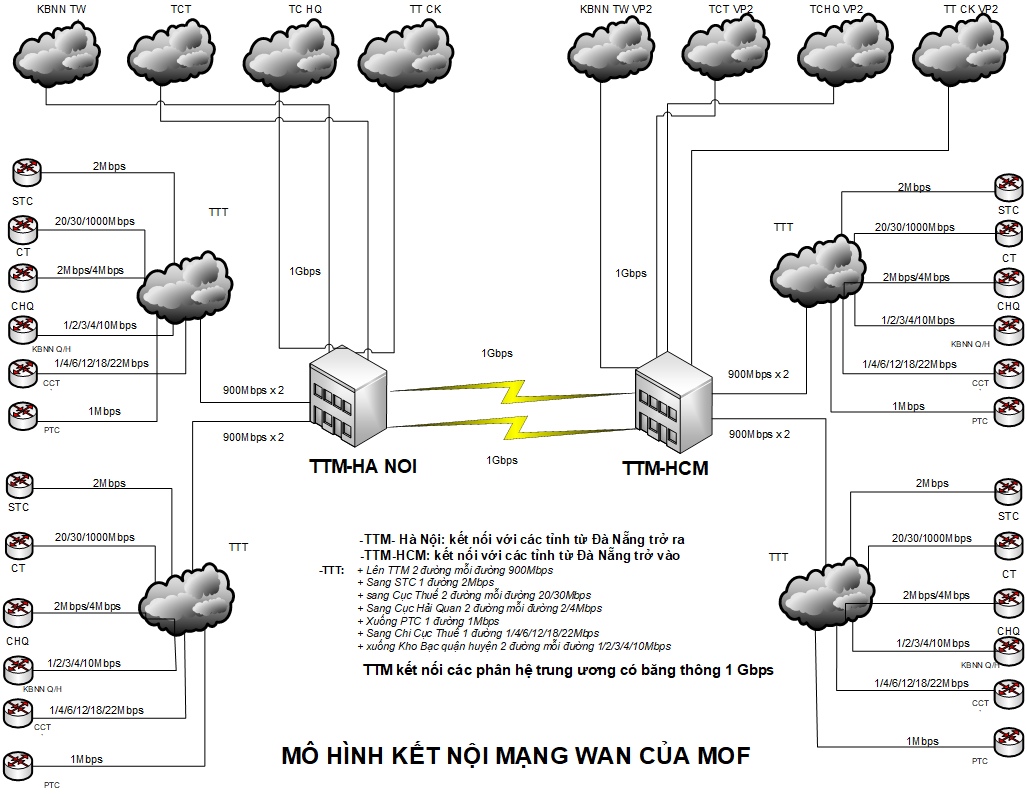 KBNN TW
TCT
TC HQ
TT CK
KBNN TW VP2
TCT VP2
TCHQ VP2
TT CK VP2
2Mbps
STC
TTT
20/30/1000Mbps
CT
2Mbps/4Mbps
CHQ
1/2/3/4/10Mbps
KBNN Q/H
1/4/6/12/18/22Mbps
CCT
1Mbps
PTC
1Gbps
900Mbps x 2
900Mbps x 2
TTM-HA NOI
1Gbps
1Gbps
1Gbps
TTM-HCM
900Mbps x 2
900Mbps x 2
TTT
2Mbps
STC
20/30/1000Mbps
CT
2Mbps/4Mbps
CHQ
1/2/3/4/10Mbps
KBNN Q/H
1/4/6/12/18/22Mbps
CCT
1Mbps
PTC
2Mbps
STC
20/30/1000Mbps
TTT
CT
2Mbps/4Mbps
CHQ
1/2/3/4/10Mbps
KBNN Q/H
1/4/6/12/18/22Mbps
CCT
1Mbps
PTC
-TTM- Hà Nội: kết nối với các tỉnh từ Đà Nẵng trở ra
-TTM-HCM: kết nối với các tỉnh từ Đà Nẵng trở vào
-TTT: + Lên TTM 2 đường mỗi đường 900Mbps
+ Sang STC 1 đường 2Mbps
+ sang Cục Thuế 2 đường mỗi đường 20/30Mbps
+ Sang Cục Hải Quan 2 đường mỗi đường 2/4Mbps
+ Xuống PTC 1 đường 1Mbps
+ Sang Chi Cục Thuế 1 đường 1/4/6/12/18/22Mbps
+ xuống Kho Bạc quận huyện 2 đường mỗi đường 1/2/3/4/10Mbps
TTM kết nối các phân hệ trung ương có băng thông 1 Gbps
2Mbps
STC
20/30/1000Mbps
TTT
CT
2Mbps/4Mbps
CHQ
1/2/3/4/10Mbps
KBNN Q/H
1/4/6/12/18/22Mbps
CCT
1Mbps
PTC
MÔ HÌNH KẾT NỐI MẠNG WAN CỦA MOF